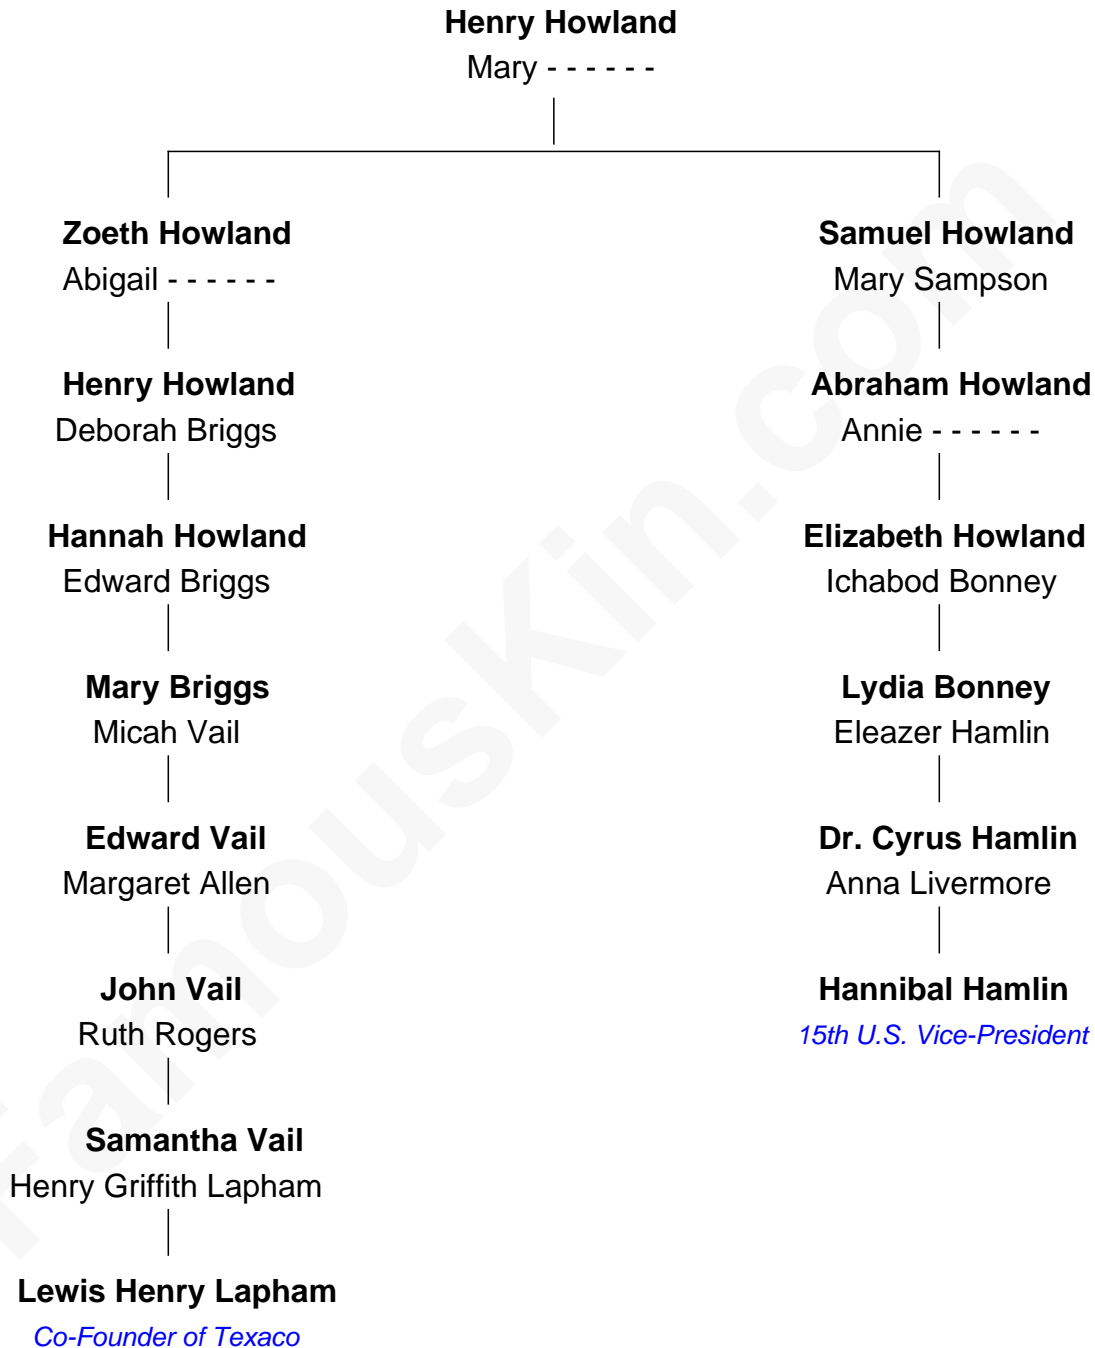 Henry Howland
Mary - - - - - -
Zoeth Howland
Abigail - - - - - -
Samuel Howland
Mary Sampson
Henry Howland
Deborah Briggs
Abraham Howland
Annie - - - - - -
Hannah Howland
Edward Briggs
Elizabeth Howland
Ichabod Bonney
Mary Briggs
Micah Vail
Lydia Bonney
Eleazer Hamlin
Edward Vail
Margaret Allen
Dr. Cyrus Hamlin
Anna Livermore
John Vail
Ruth Rogers
Hannibal Hamlin
15th U.S. Vice-President
Samantha Vail
Henry Griffith Lapham
Lewis Henry Lapham
Co-Founder of Texaco
FamousKin.com